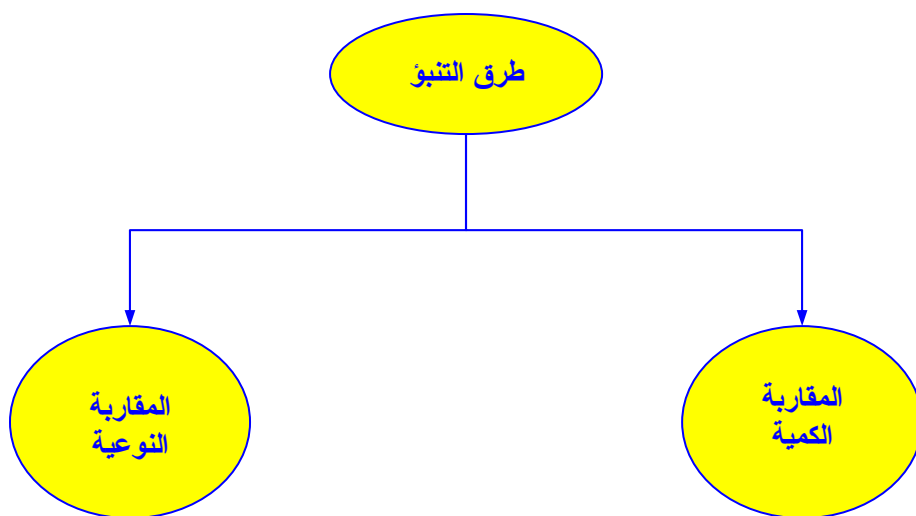 طرق التنبؤ
المقاربة
الكمية
المقاربة
النوعية